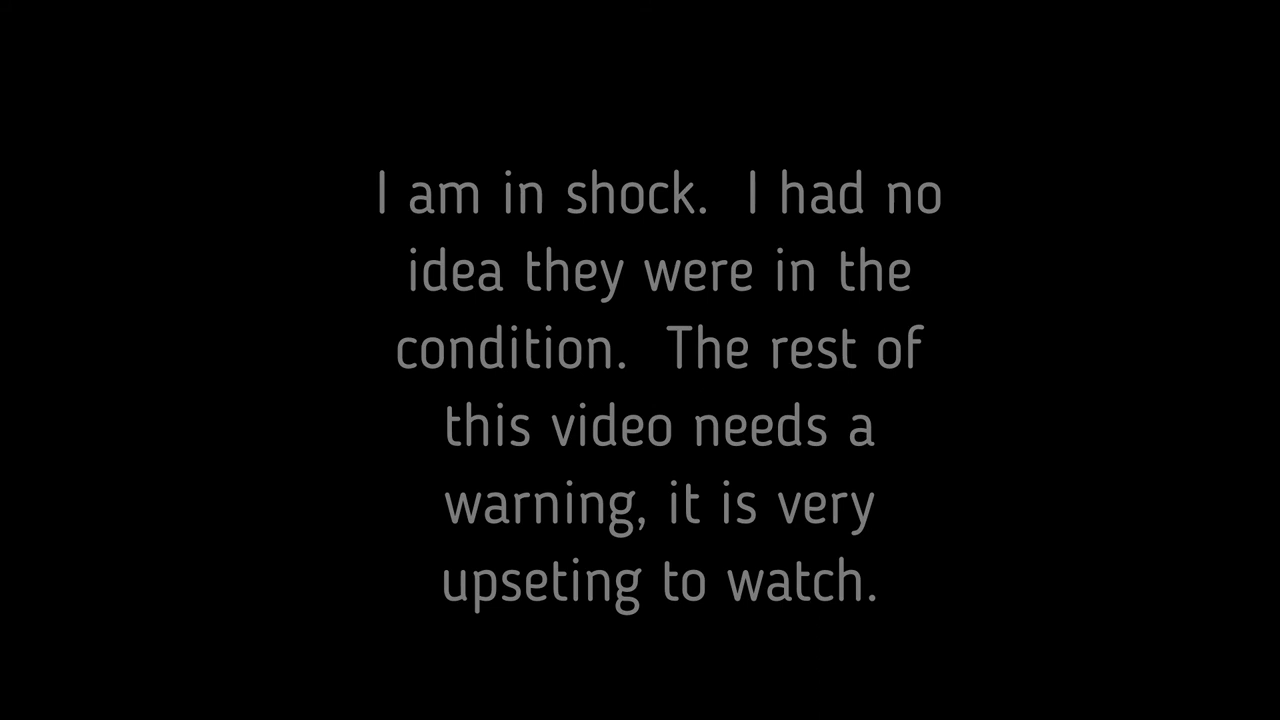 I am in shock.  I had no
idea they were in the
condition.  The rest of
this video needs a
warning, it is very
upseting to watch.